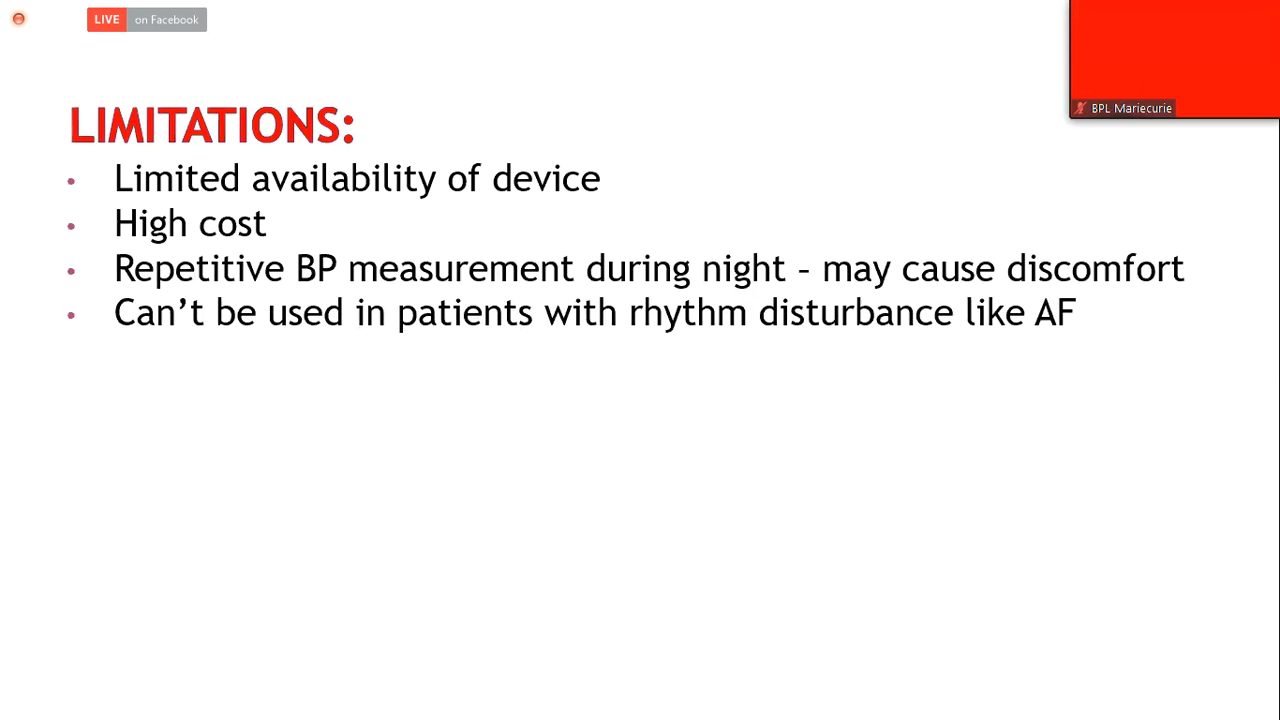 LIVE on Facebook
BPL Mariecurie
LIMITATIONS:
• Limited availability of device
• High cost
• Repetitive BP measurement during night – may cause discomfort
• Can’t be used in patients with rhythm disturbance like AF